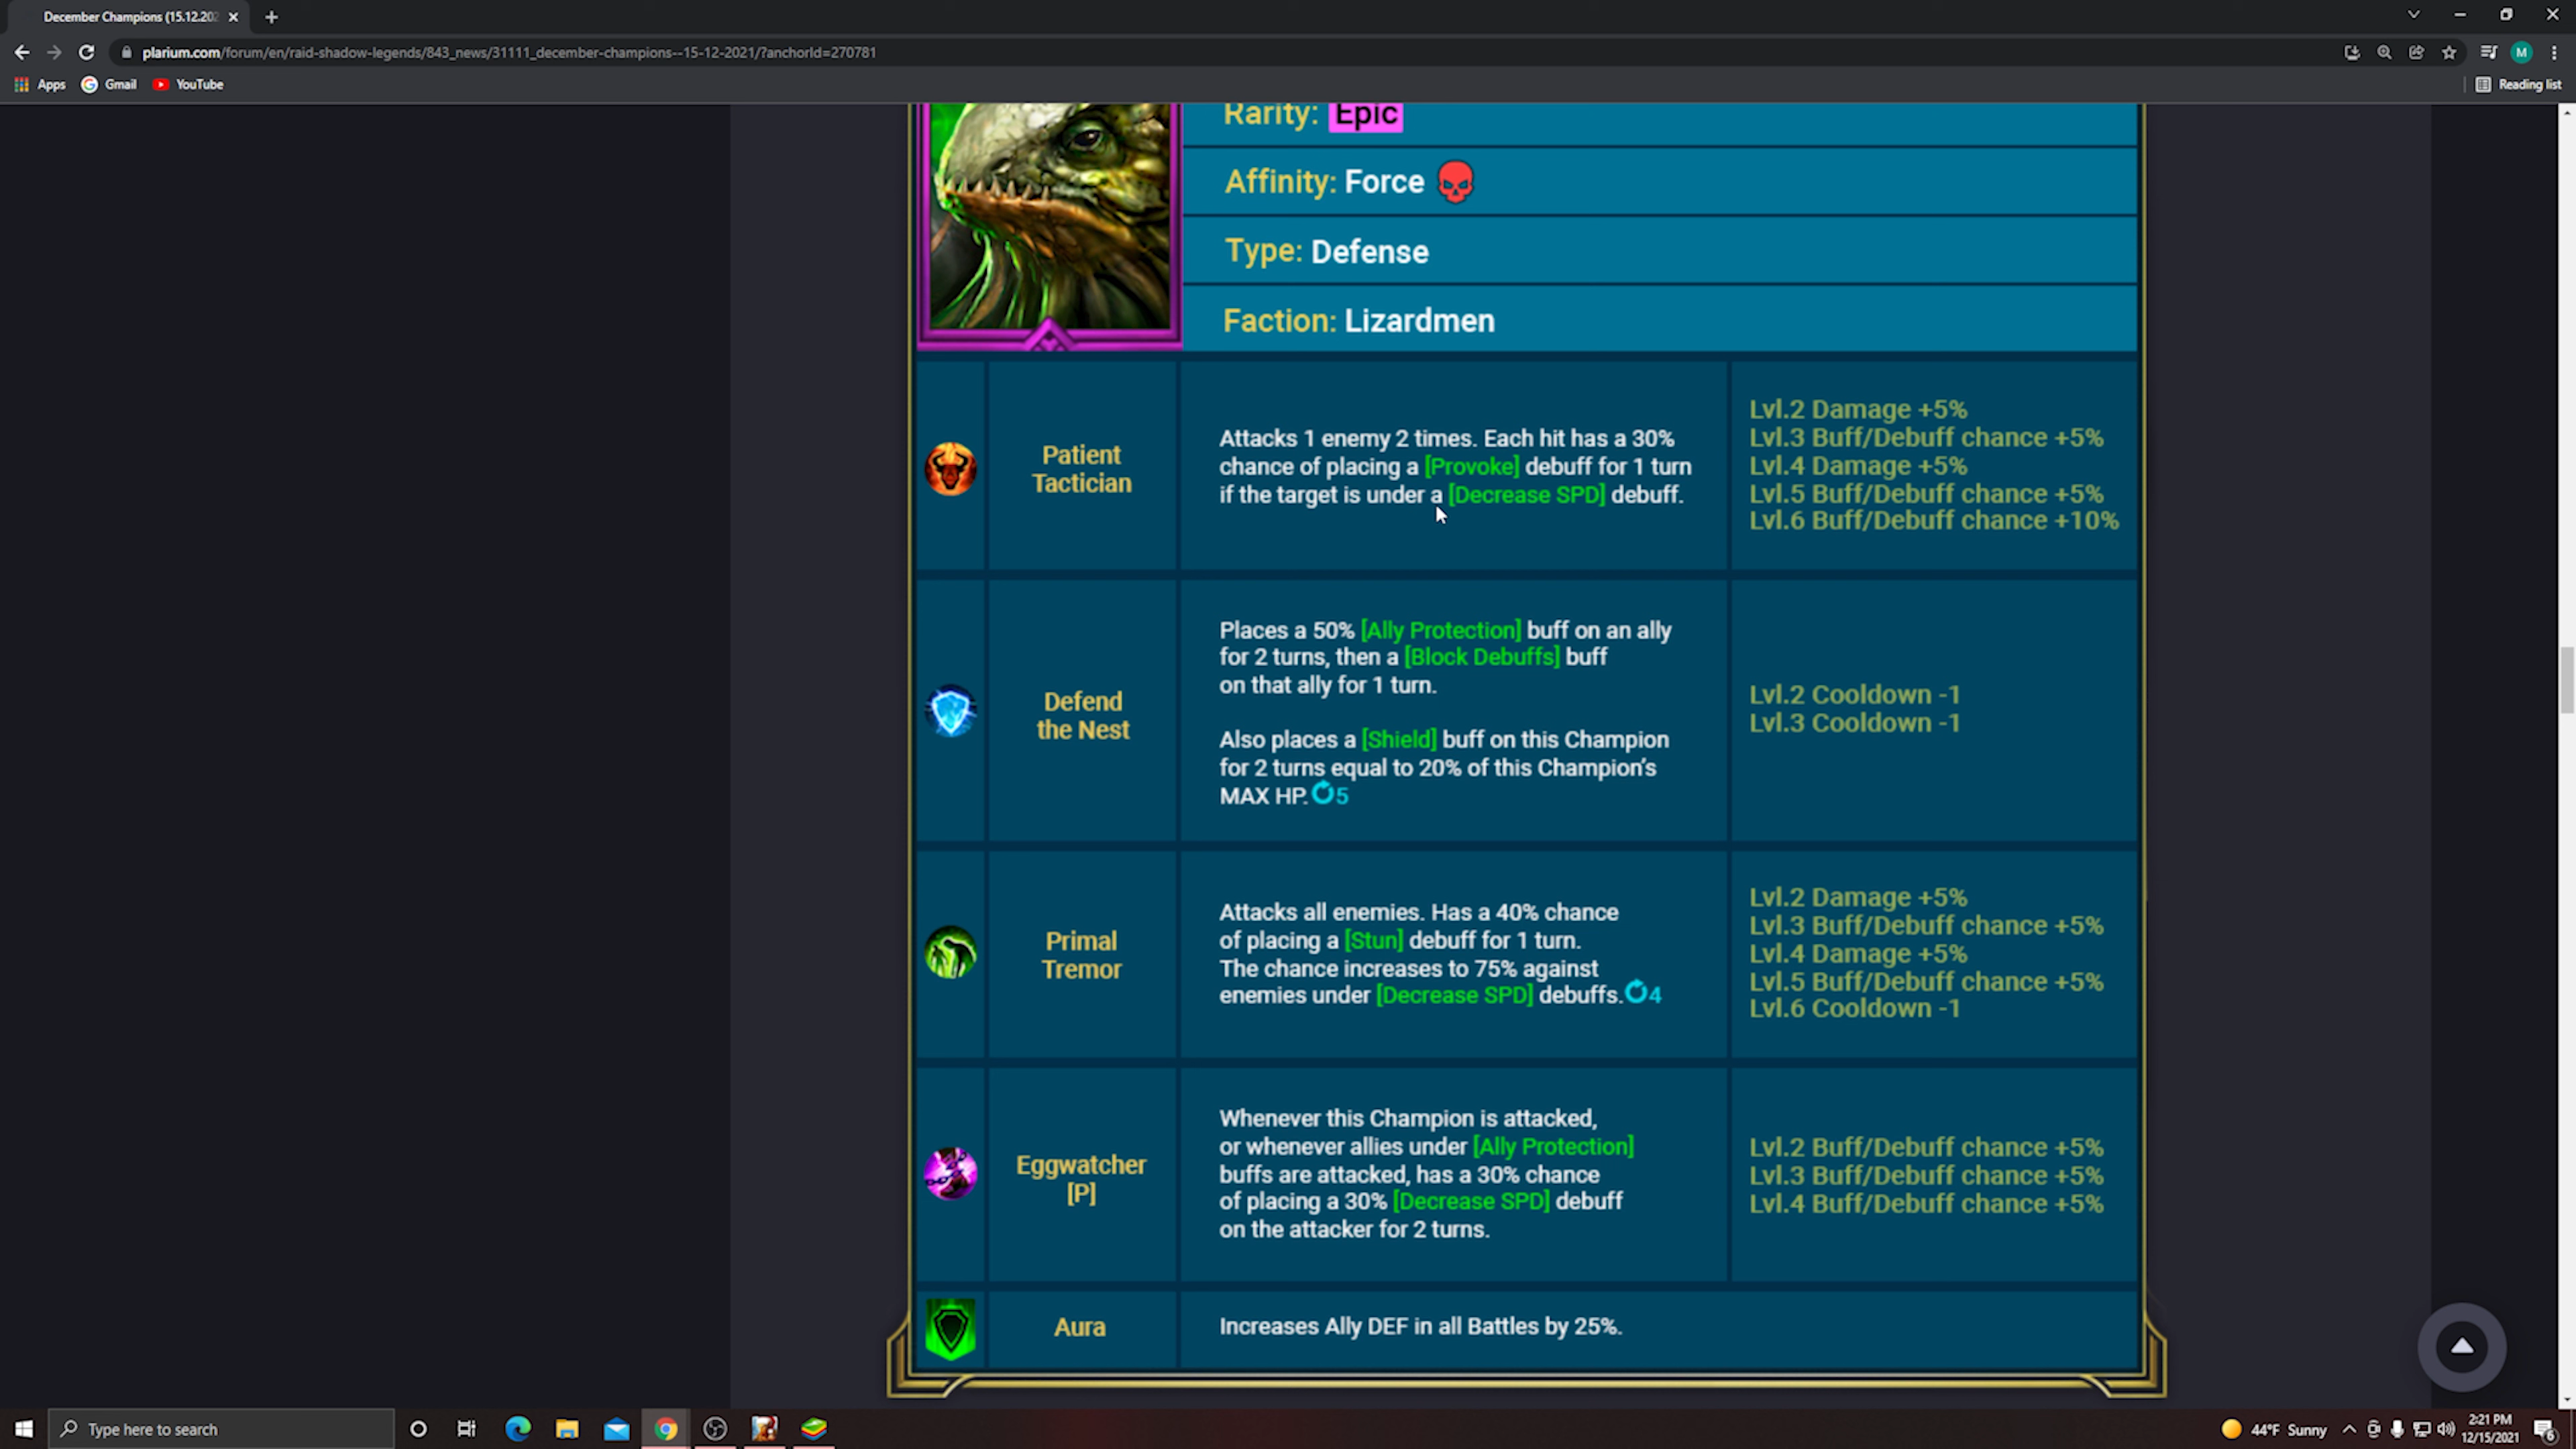 December Champions (15.12.202
plarium.com/forum/en/raid-shadow-legends/843_news/31111_december-champions--15-12-2021/?anchorId=270781
M
Apps
Gmail
YouTube
Reading list
Rarity: Epic
Affinity: Force
Type: Defense
Faction: Lizardmen
Patient
Tactician
Attacks 1 enemy 2 times. Each hit has a 30%
chance of placing a [Provoke] debuff for 1 turn
if the target is under a [Decrease SPD] debuff.
Lvl.2 Damage +5%
Lvl.3 Buff/Debuff chance +5%
Lvl.4 Damage +5%
Lvl.5 Buff/Debuff chance +5%
Lvl.6 Buff/Debuff chance +10%
Defend
the Nest
Places a 50% [Ally Protection] buff on an ally
for 2 turns, then a [Block Debuffs] buff
on that ally for 1 turn.
Also places a [Shield] buff on this Champion
for 2 turns equal to 20% of this Champion's
MAX HP. 5
Lvl.2 Cooldown -1
Lvl.3 Cooldown -1
Primal
Tremor
Attacks all enemies. Has a 40% chance
of placing a [Stun] debuff for 1 turn.
The chance increases to 75% against
enemies under [Decrease SPD] debuffs. 4
Lvl.2 Damage +5%
Lvl.3 Buff/Debuff chance +5%
Lvl.4 Damage +5%
Lvl.5 Buff/Debuff chance +5%
Lvl.6 Cooldown -1
Eggwatcher
[P]
Whenever this Champion is attacked,
or whenever allies under [Ally Protection]
buffs are attacked, has a 30% chance
of placing a 30% [Decrease SPD] debuff
on the attacker for 2 turns.
Lvl.2 Buff/Debuff chance +5%
Lvl.3 Buff/Debuff chance +5%
Lvl.4 Buff/Debuff chance +5%
Aura
Increases Ally DEF in all Battles by 25%.
Type here to search
44°F Sunny
2:21 PM
12/15/2021
6